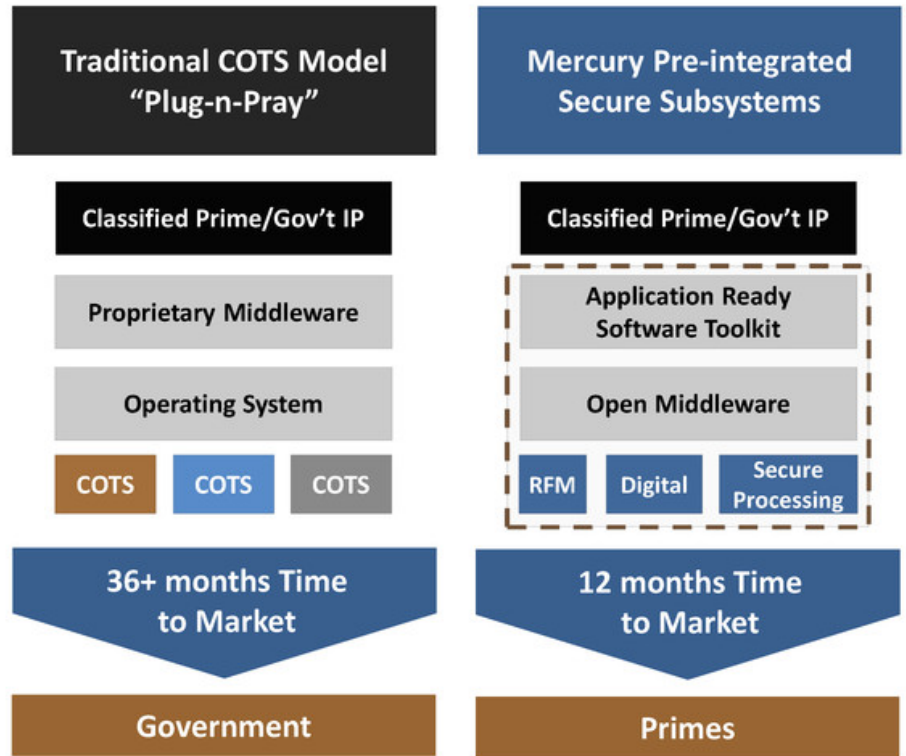 Traditional COTS Model
“Plug-n-Pray”
Classified Prime/Gov’t IP
Proprietary Middleware
Operating System
COTS
COTS
COTS
36+ months Time
to Market
Government
Mercury Pre-integrated
Secure Subsystems
Classified Prime/Gov’t IP
Application Ready
Software Toolkit
Open Middleware
RFM
Digital
Secure
Processing
12 months Time
to Market
Primes